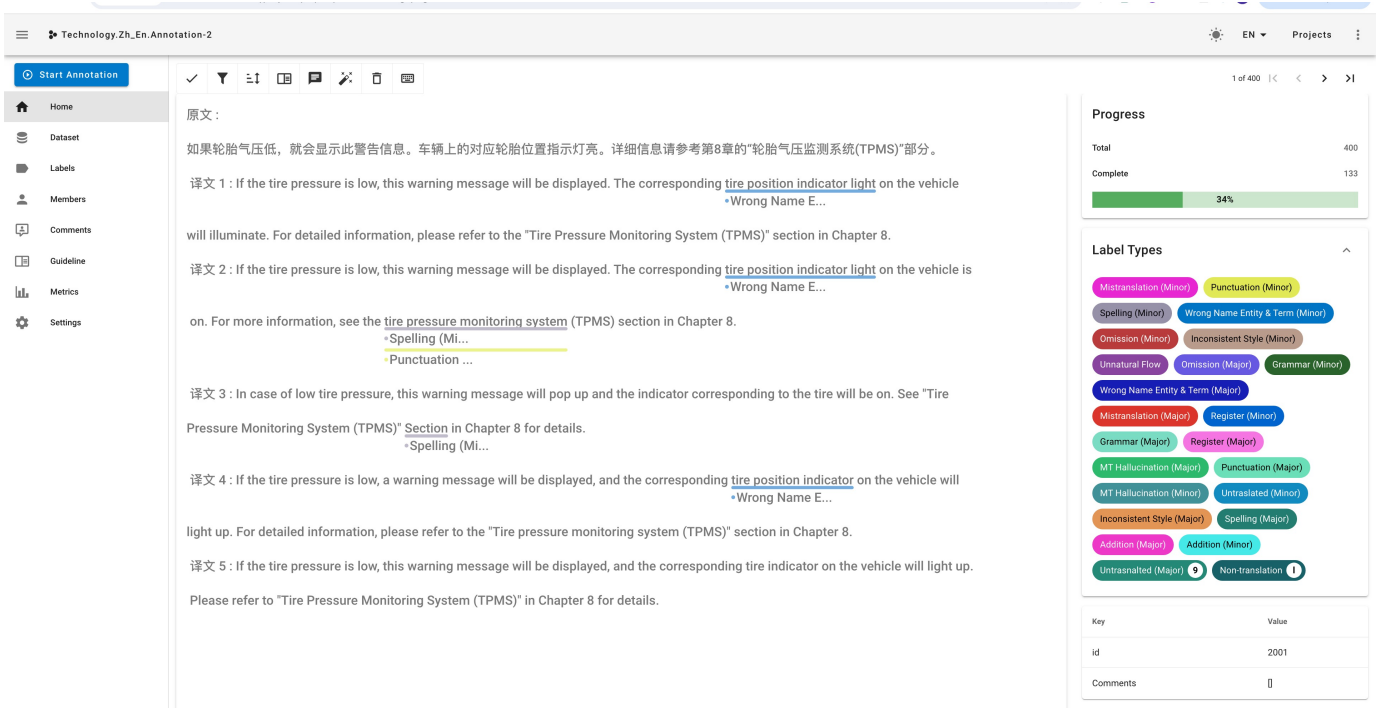 Technology.Zh_En.Annotation-2
EN
Projects
Start Annotation
1 of 400
Home
Dataset
Labels
Members
Comments
Guideline
Metrics
Settings
原文 :
如果轮胎气压低，就会显示此警告信息。车辆上的对应轮胎位置指示灯亮。详细信息请参考第8章的“轮胎气压监测系统(TPMS)”部分。
译文 1 : If the tire pressure is low, this warning message will be displayed. The corresponding tire position indicator light on the vehicle
•Wrong Name E...
will illuminate. For detailed information, please refer to the "Tire Pressure Monitoring System (TPMS)" section in Chapter 8.
译文 2 : If the tire pressure is low, this warning message will be displayed. The corresponding tire position indicator light on the vehicle is
•Wrong Name E...
on. For more information, see the tire pressure monitoring system (TPMS) section in Chapter 8.
•Spelling (Mi...
•Punctuation ...
译文 3 : In case of low tire pressure, this warning message will pop up and the indicator corresponding to the tire will be on. See "Tire
Pressure Monitoring System (TPMS)" Section in Chapter 8 for details.
•Spelling (Mi...
译文 4 : If the tire pressure is low, a warning message will be displayed, and the corresponding tire position indicator on the vehicle will
•Wrong Name E...
light up. For detailed information, please refer to the "Tire pressure monitoring system (TPMS)" section in Chapter 8.
译文 5 : If the tire pressure is low, this warning message will be displayed, and the corresponding tire indicator on the vehicle will light up.
Please refer to "Tire Pressure Monitoring System (TPMS)" in Chapter 8 for details.
Progress
Total 400
Complete 133
34%
Label Types
Mistranslation (Minor) Punctuation (Minor)
Spelling (Minor) Wrong Name Entity & Term (Minor)
Omission (Minor) Inconsistent Style (Minor)
Unnatural Flow Omission (Major) Grammar (Minor)
Wrong Name Entity & Term (Major)
Mistranslation (Major) Register (Minor)
Grammar (Major) Register (Major)
MT Hallucination (Major) Punctuation (Major)
MT Hallucination (Minor) Untraslated (Minor)
Inconsistent Style (Major) Spelling (Major)
Addition (Major) Addition (Minor)
Untrasnalted (Major) 9 Non-translation l
Key Value
id 2001
Comments []